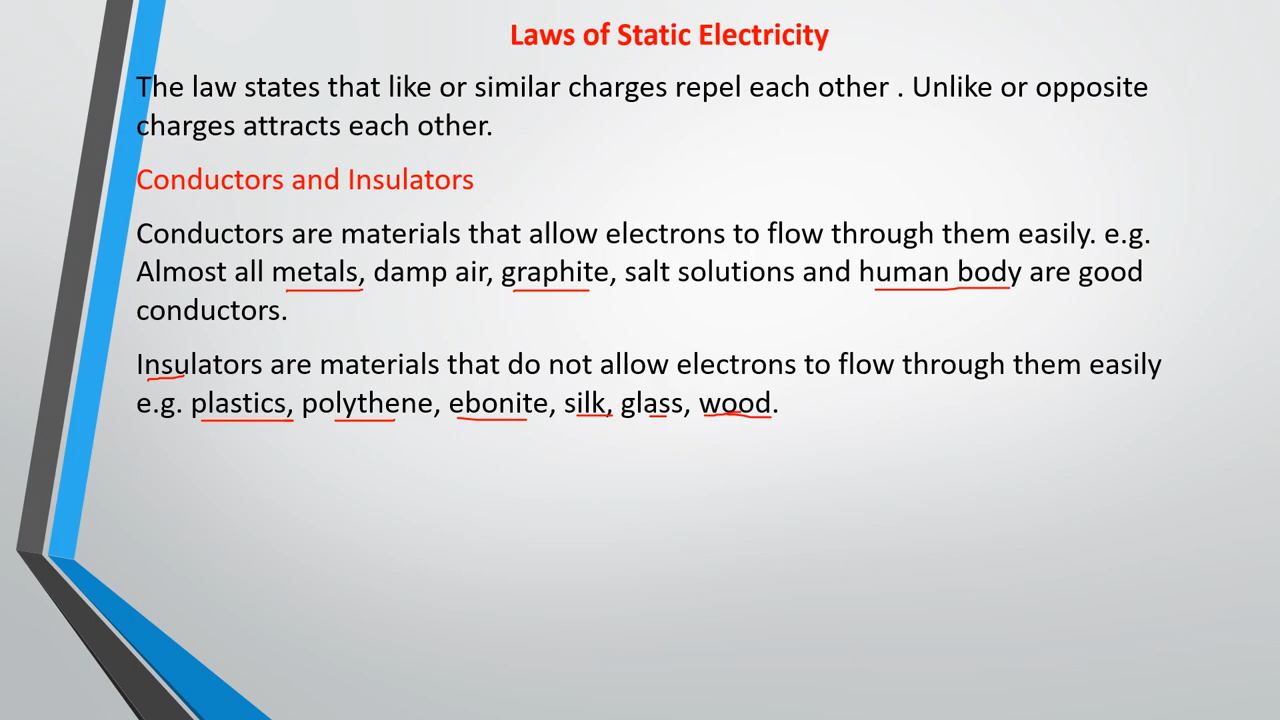 Laws of Static Electricity
The law states that like or similar charges repel each other . Unlike or opposite
charges attracts each other.
Conductors and Insulators
Conductors are materials that allow electrons to flow through them easily. e.g.
Almost all metals, damp air, graphite, salt solutions and human body are good
conductors.
Insulators are materials that do not allow electrons to flow through them easily
e.g. plastics, polythene, ebonite, silk, glass, wood.